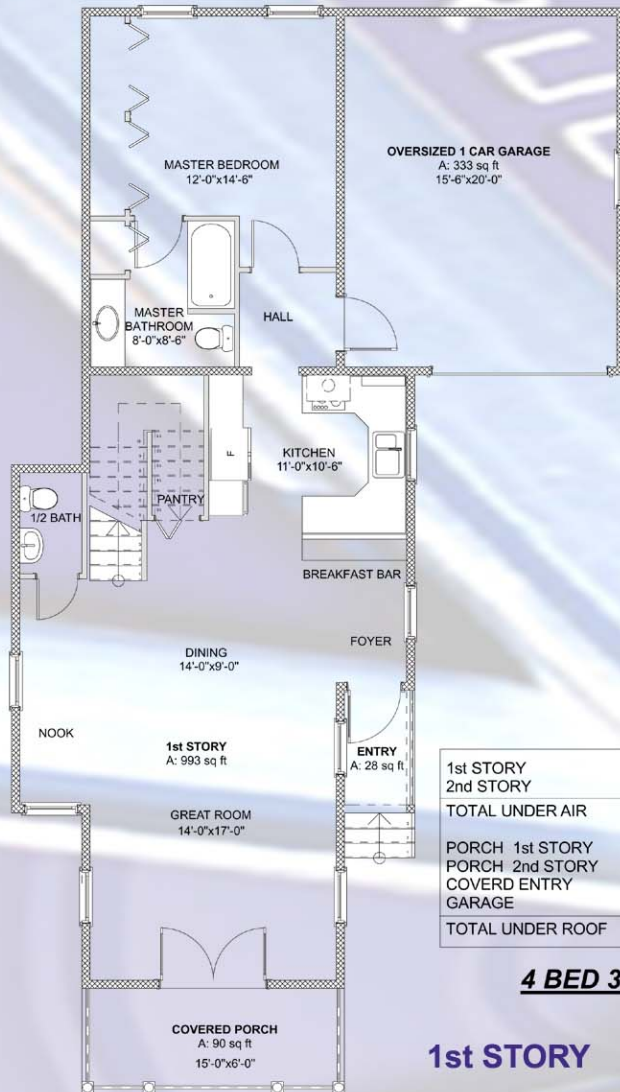 MASTER BEDROOM
12'-0"x14'-6"
OVERSIZED 1 CAR GARAGE
A: 333 sq ft
15'-6"x20'-0"
MASTER
BATHROOM
8'-0"x8'-6"
HALL
KITCHEN
11'-0"x10'-6"
F
PANTRY
1/2 BATH
BREAKFAST BAR
FOYER
DINING
14'-0"x9'-0"
NOOK
1st STORY
A: 993 sq ft
ENTRY
A: 28 sq ft
GREAT ROOM
14'-0"x17'-0"
1st STORY
2nd STORY
TOTAL UNDER AIR
PORCH 1st STORY
PORCH 2nd STORY
COVERD ENTRY
GARAGE
TOTAL UNDER ROOF
4 BED 3
COVERED PORCH
A: 90 sq ft
15'-0"x6'-0"
1st STORY